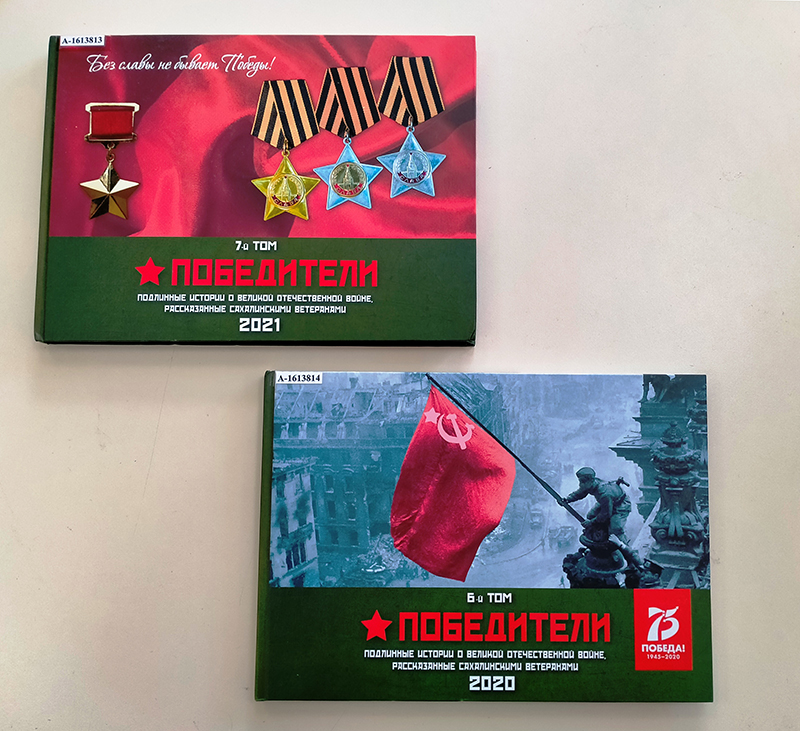 А-1613813
Без славы не бывает Победы!
7-й ТОМ
ПОБЕДИТЕЛИ
ПОДЛИННЫЕ ИСТОРИИ О ВЕЛИКОЙ ОТЕЧЕСТВЕННОЙ ВОЙНЕ,
РАССКАЗАННЫЕ САХАЛИНСКИМИ ВЕТЕРАНАМИ
2021
А-1613814
6-й ТОМ
ПОБЕДИТЕЛИ
ПОДЛИННЫЕ ИСТОРИИ О ВЕЛИКОЙ ОТЕЧЕСТВЕННОЙ ВОЙНЕ,
РАССКАЗАННЫЕ САХАЛИНСКИМИ ВЕТЕРАНАМИ
2020
75
ПОБЕДА!
1945–2020